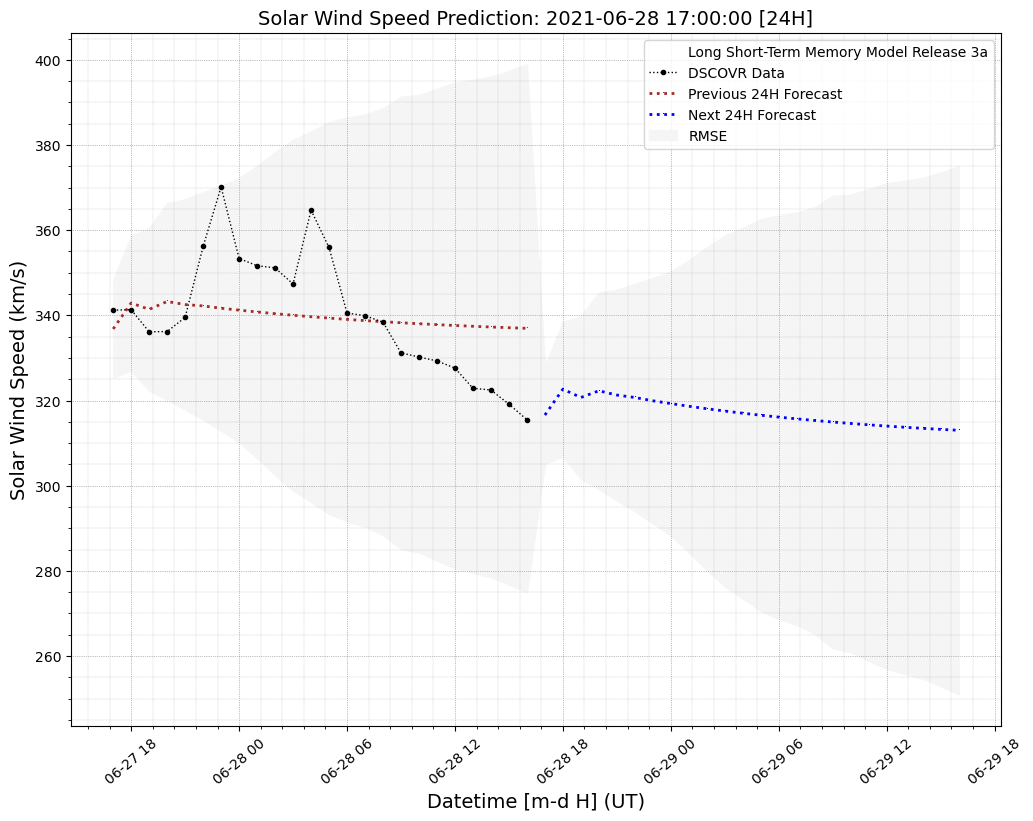 Solar Wind Speed Prediction: 2021-06-28 17:00:00 [24H]
Long Short-Term Memory Model Release 3a
DSCOVR Data
Previous 24H Forecast
Next 24H Forecast
RMSE
Solar Wind Speed (km/s)
400
380
360
340
320
300
280
260
06-27 18
06-28 00
06-28 06
06-28 12
06-28 18
06-29 00
06-29 06
06-29 12
06-29 18
Datetime [m-d H] (UT)